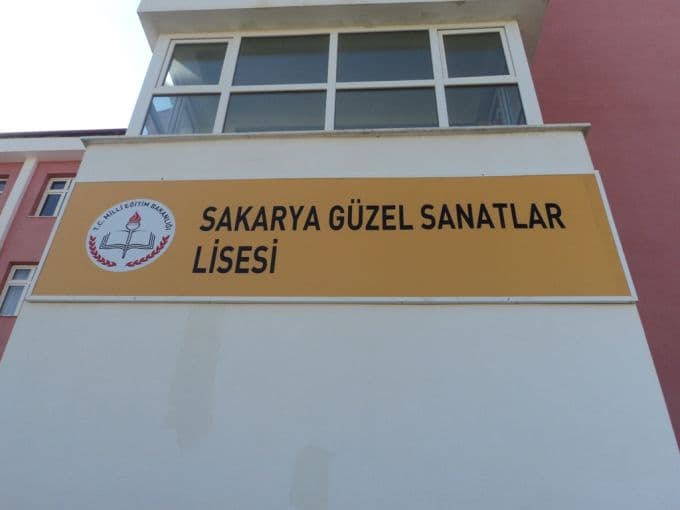 T.C. MİLLİ EĞİTİM BAKANLIĞI
SAKARYA GÜZEL SANATLAR
LİSESİ